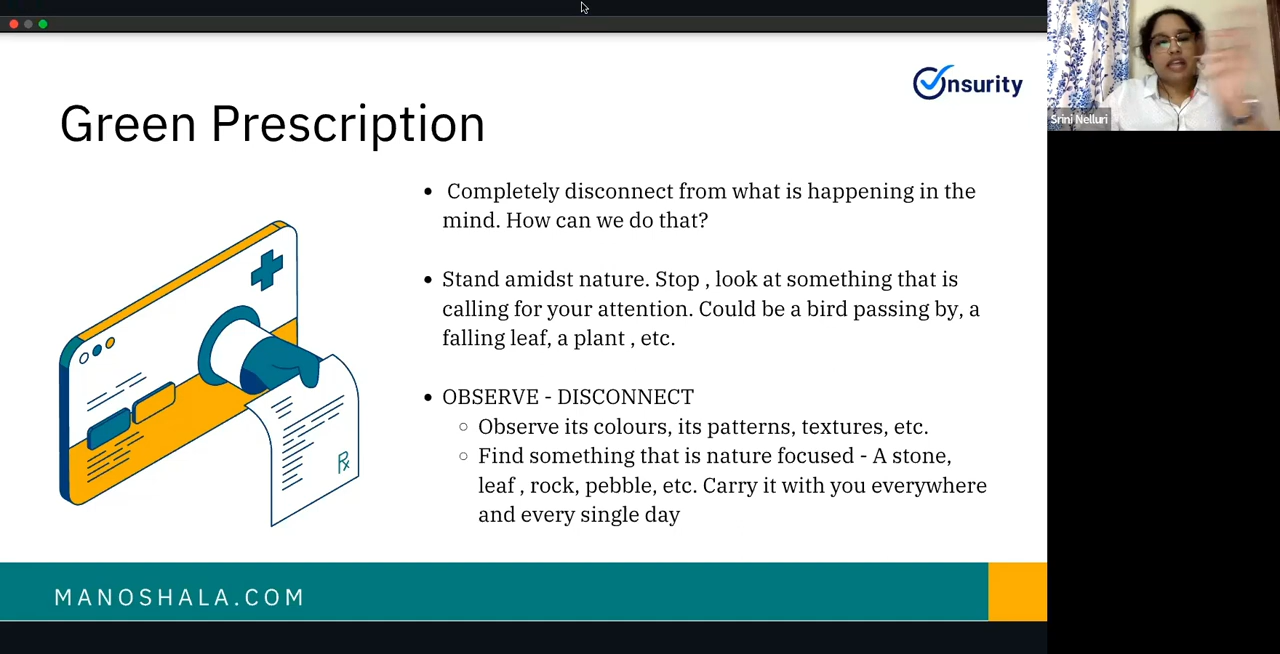 Onsurity
Srini Nelluri
Green Prescription
• Completely disconnect from what is happening in the
mind. How can we do that?
• Stand amidst nature. Stop , look at something that is
calling for your attention. Could be a bird passing by, a
falling leaf, a plant , etc.
• OBSERVE - DISCONNECT
○ Observe its colours, its patterns, textures, etc.
○ Find something that is nature focused - A stone,
leaf , rock, pebble, etc. Carry it with you everywhere
and every single day
Rx
MANOSHALA.COM